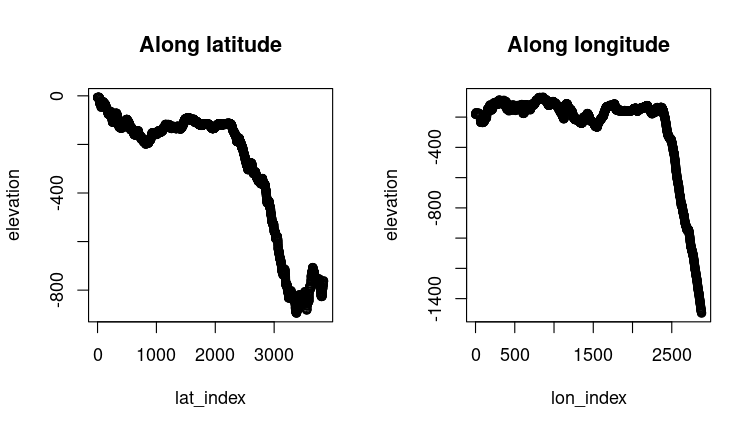 Along latitude
elevation
0
-400
-800
0 1000 2000 3000
lat_index
Along longitude
elevation
-400
-800
-1400
0 500 1500 2500
lon_index